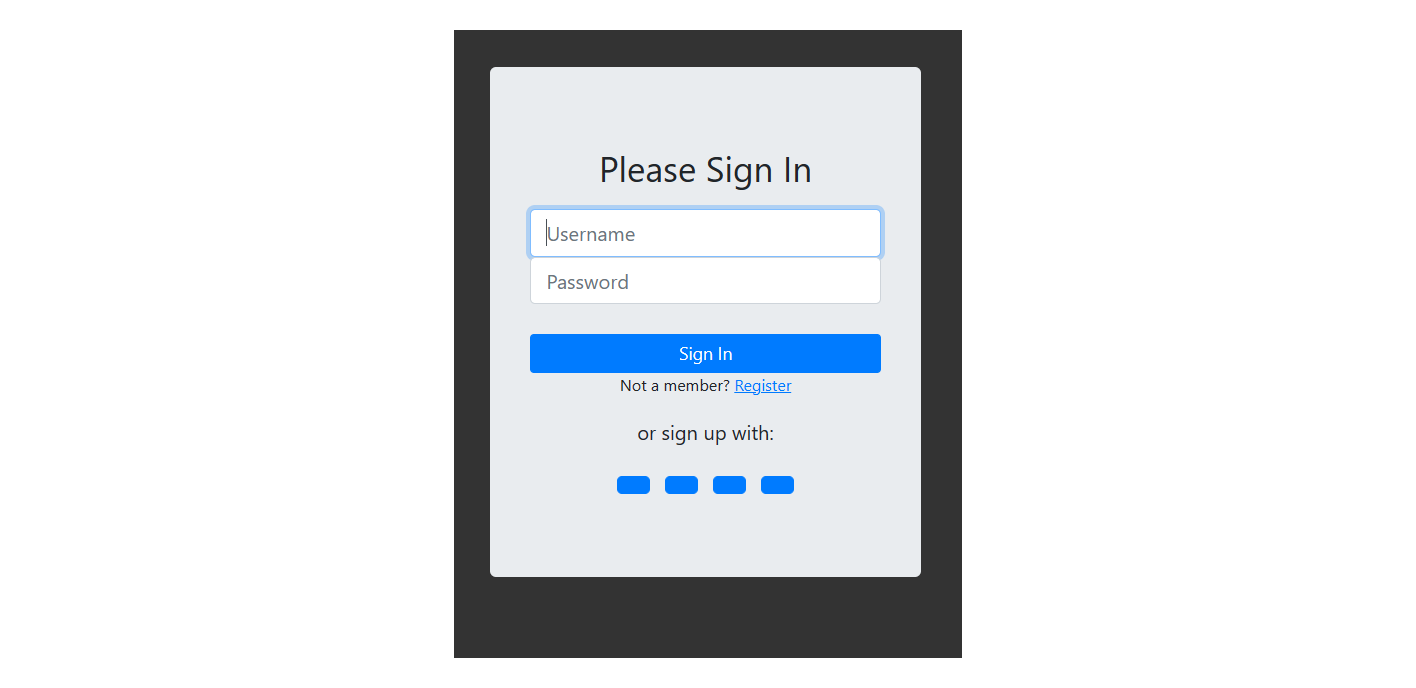 Please Sign In
Username
Password
Sign In
Not a member? Register
or sign up with: